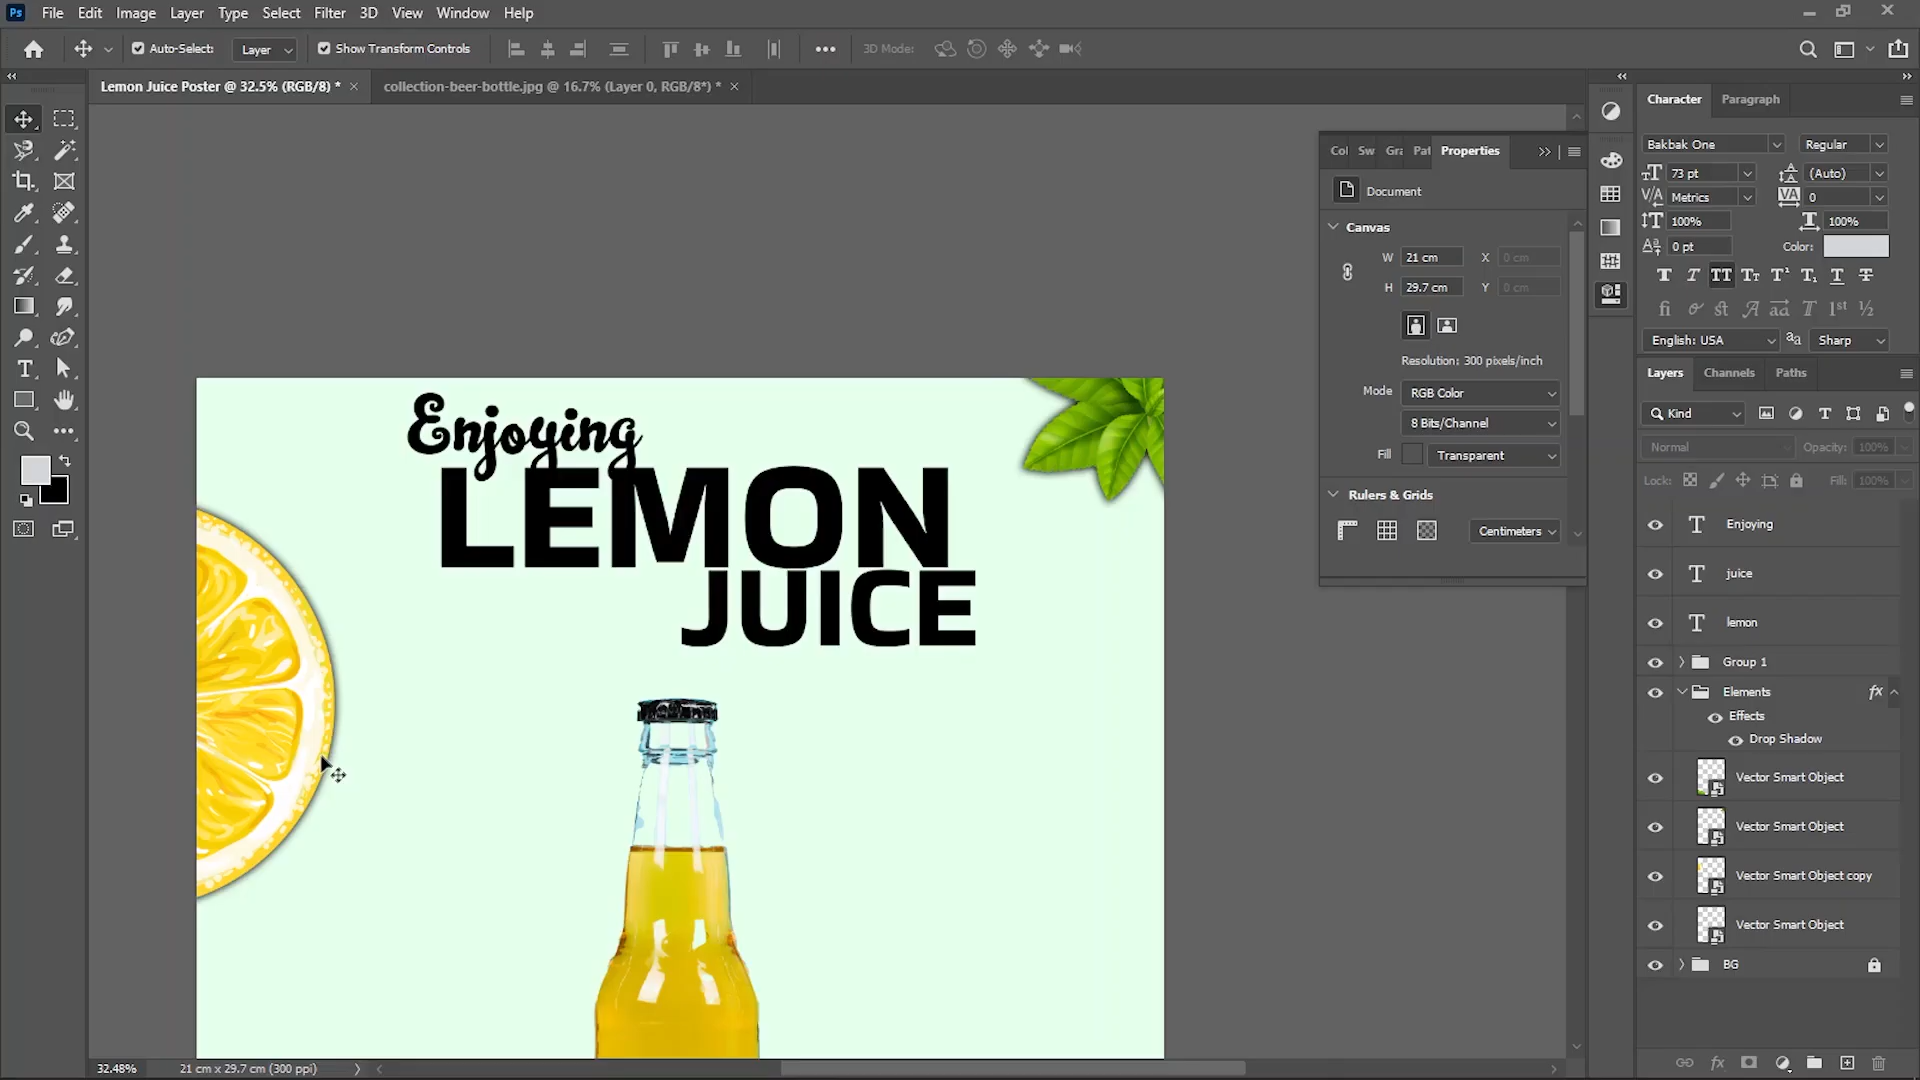 Ps File Edit Image Layer Type Select Filter 3D View Window Help
Auto-Select: Layer Show Transform Controls 3D Mode:
Lemon Juice Poster @ 32.5% (RGB/8) * collection-beer-bottle.jpg @ 16.7% (Layer 0, RGB/8*) *
Col Sw Gra Pat Properties
Document
Canvas
W 21 cm X 0 cm
H 29.7 cm Y 0 cm
Resolution: 300 pixels/inch
Mode RGB Color
8 Bits/Channel
Fill Transparent
Rulers & Grids
Centimeters
Character Paragraph
Bakbak One Regular
73 pt (Auto)
Metrics 0
100% 100%
0 pt Color:
English: USA Sharp
Layers Channels Paths
Kind
Normal Opacity: 100%
Lock: Fill: 100%
Enjoying
juice
lemon
Group 1
Elements fx
Effects
Drop Shadow
Vector Smart Object
Vector Smart Object
Vector Smart Object copy
Vector Smart Object
BG
Enjoying
LEMON
JUICE
32.48% 21 cm x 29.7 cm (300 ppi)